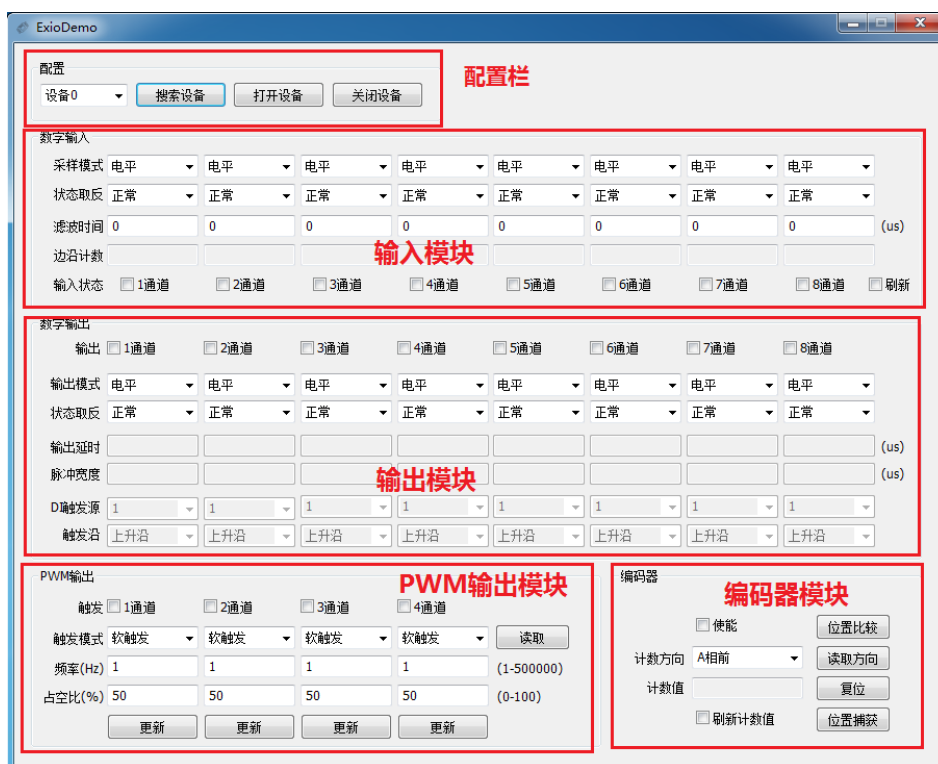 ExioDemo
配置
配置栏
设备0 搜索设备 打开设备 关闭设备
数字输入
采样模式 电平 电平 电平 电平 电平 电平 电平 电平
状态取反 正常 正常 正常 正常 正常 正常 正常 正常
滤波时间 0 0 0 0 0 0 0 0 (us)
边沿计数
输入模块
输入状态 1通道 2通道 3通道 4通道 5通道 6通道 7通道 8通道 刷新
数字输出
输出 1通道 2通道 3通道 4通道 5通道 6通道 7通道 8通道
输出模式 电平 电平 电平 电平 电平 电平 电平 电平
状态取反 正常 正常 正常 正常 正常 正常 正常 正常
输出延时 (us)
脉冲宽度 (us)
输出模块
DI触发源 1 1 1 1 1 1 1 1
触发沿 上升沿 上升沿 上升沿 上升沿 上升沿 上升沿 上升沿 上升沿
PWM输出
PWM输出模块
触发 1通道 2通道 3通道 4通道
触发模式 软触发 软触发 软触发 软触发 读取
频率(Hz) 1 1 1 1 (1-500000)
占空比(%) 50 50 50 50 (0-100)
更新 更新 更新 更新
编码器
编码器模块
使能 位置比较
计数方向 A相前 读取方向
计数值 复位
刷新计数值 位置捕获